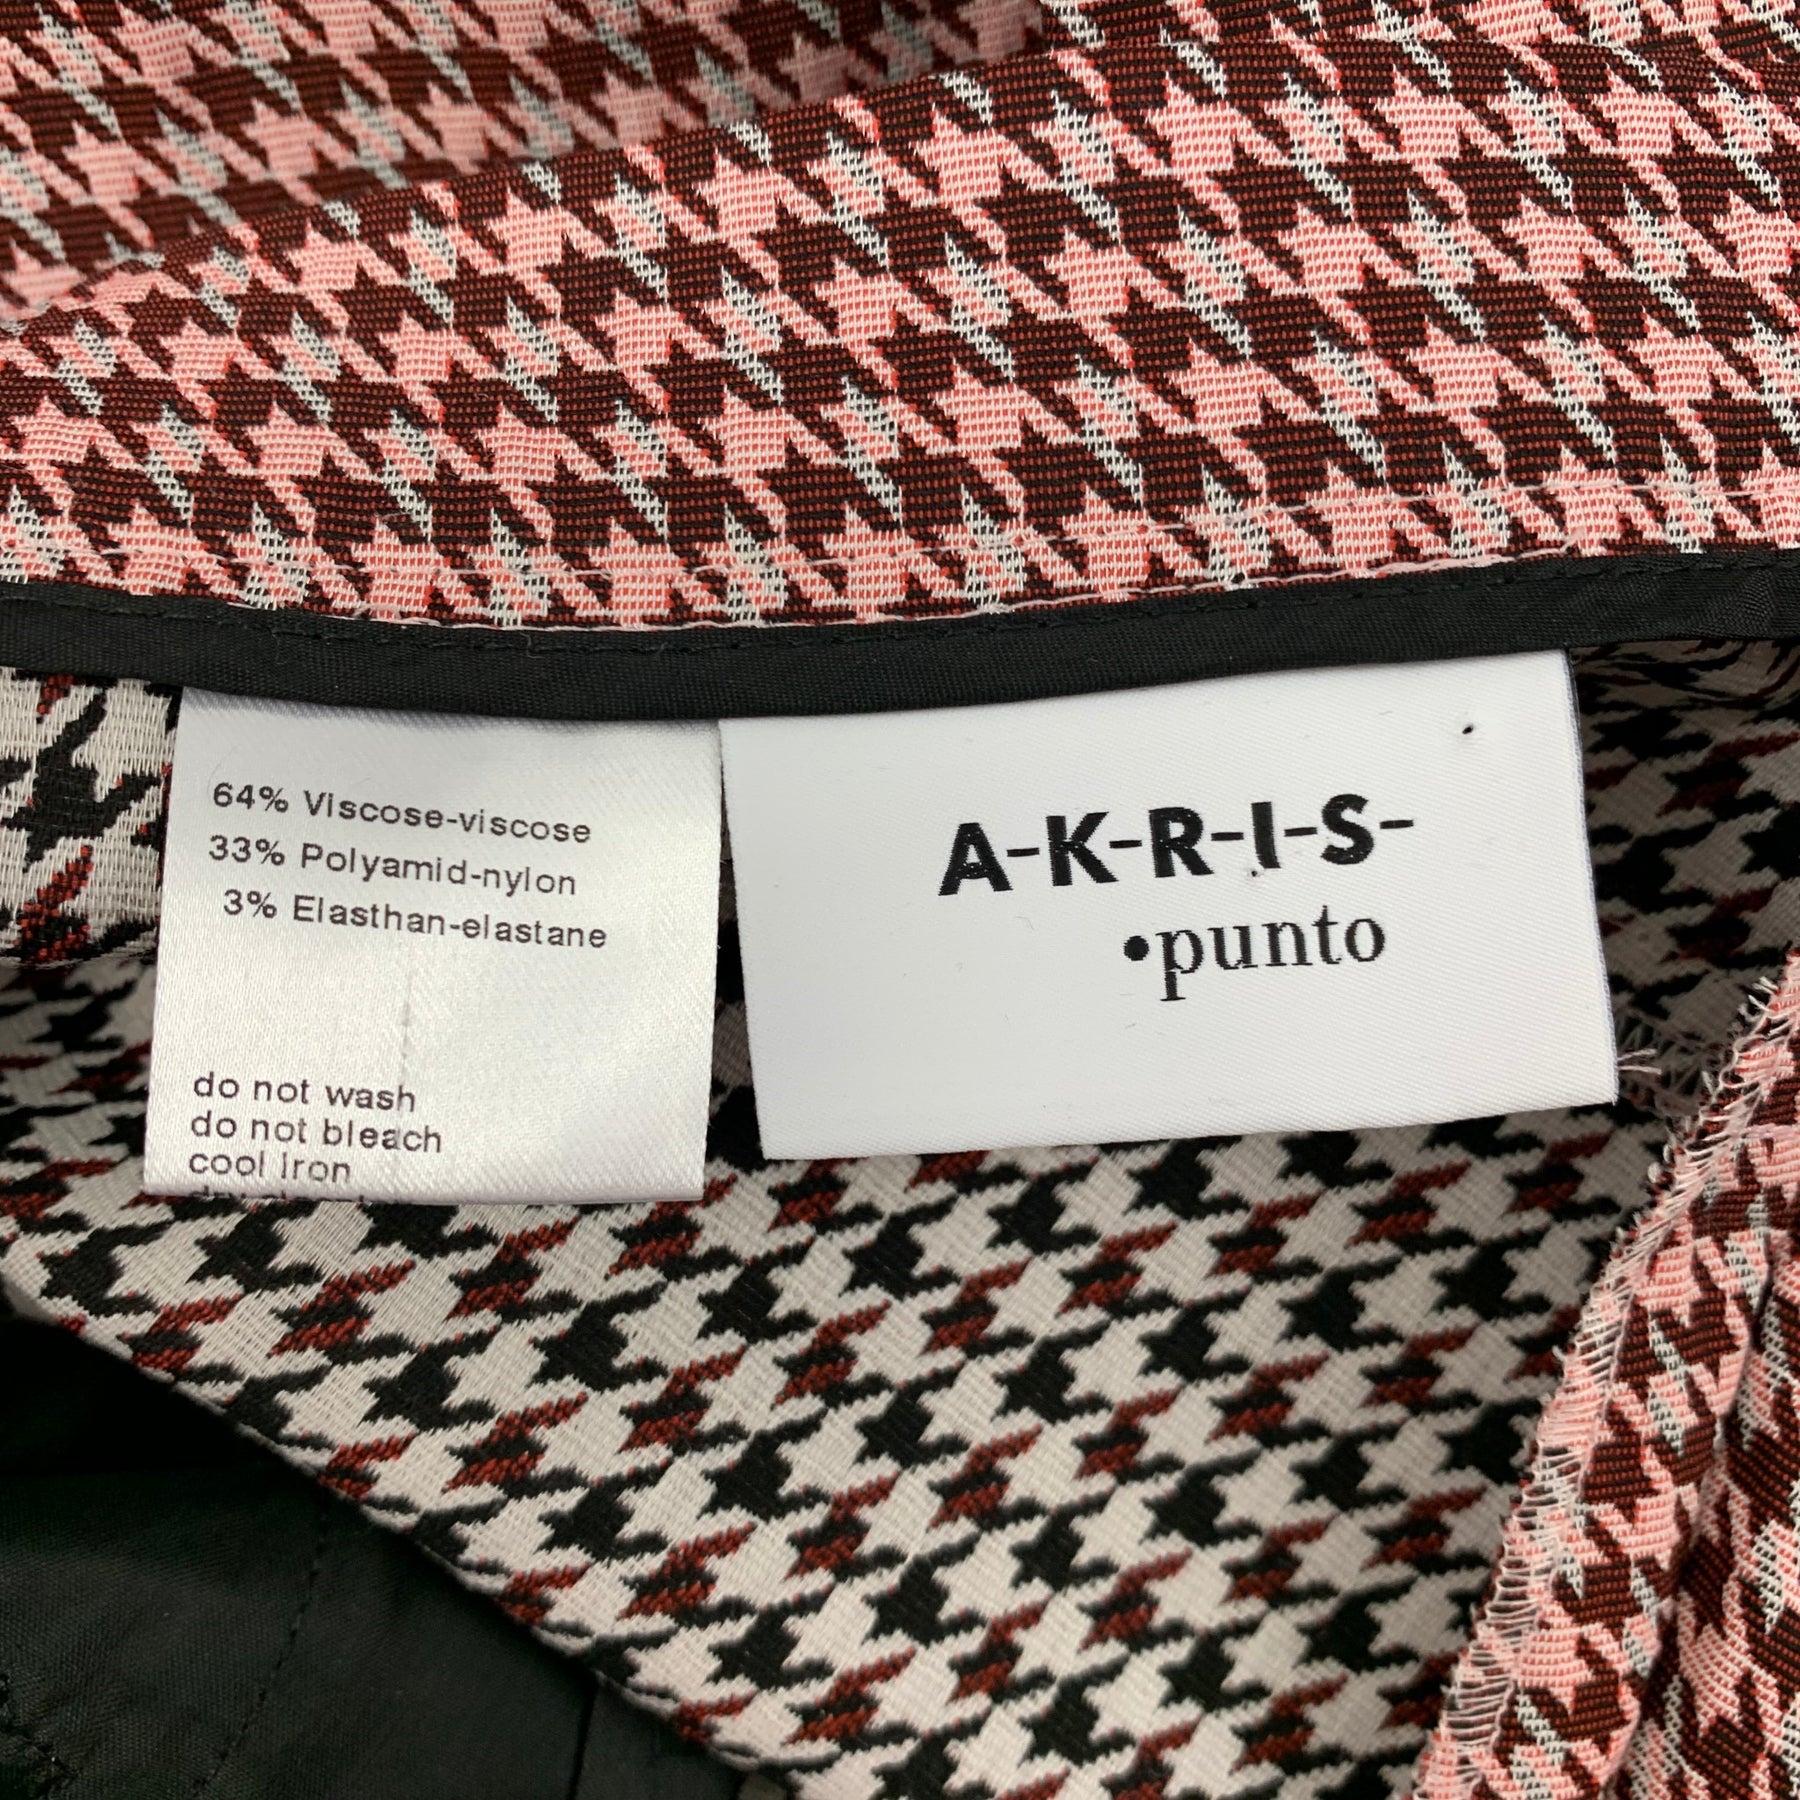 64% Viscose-viscose
33% Polyamid-nylon
3% Elasthan-elastane
do not wash
do not bleach
cool Iron
A-K-R-I-S-
•punto